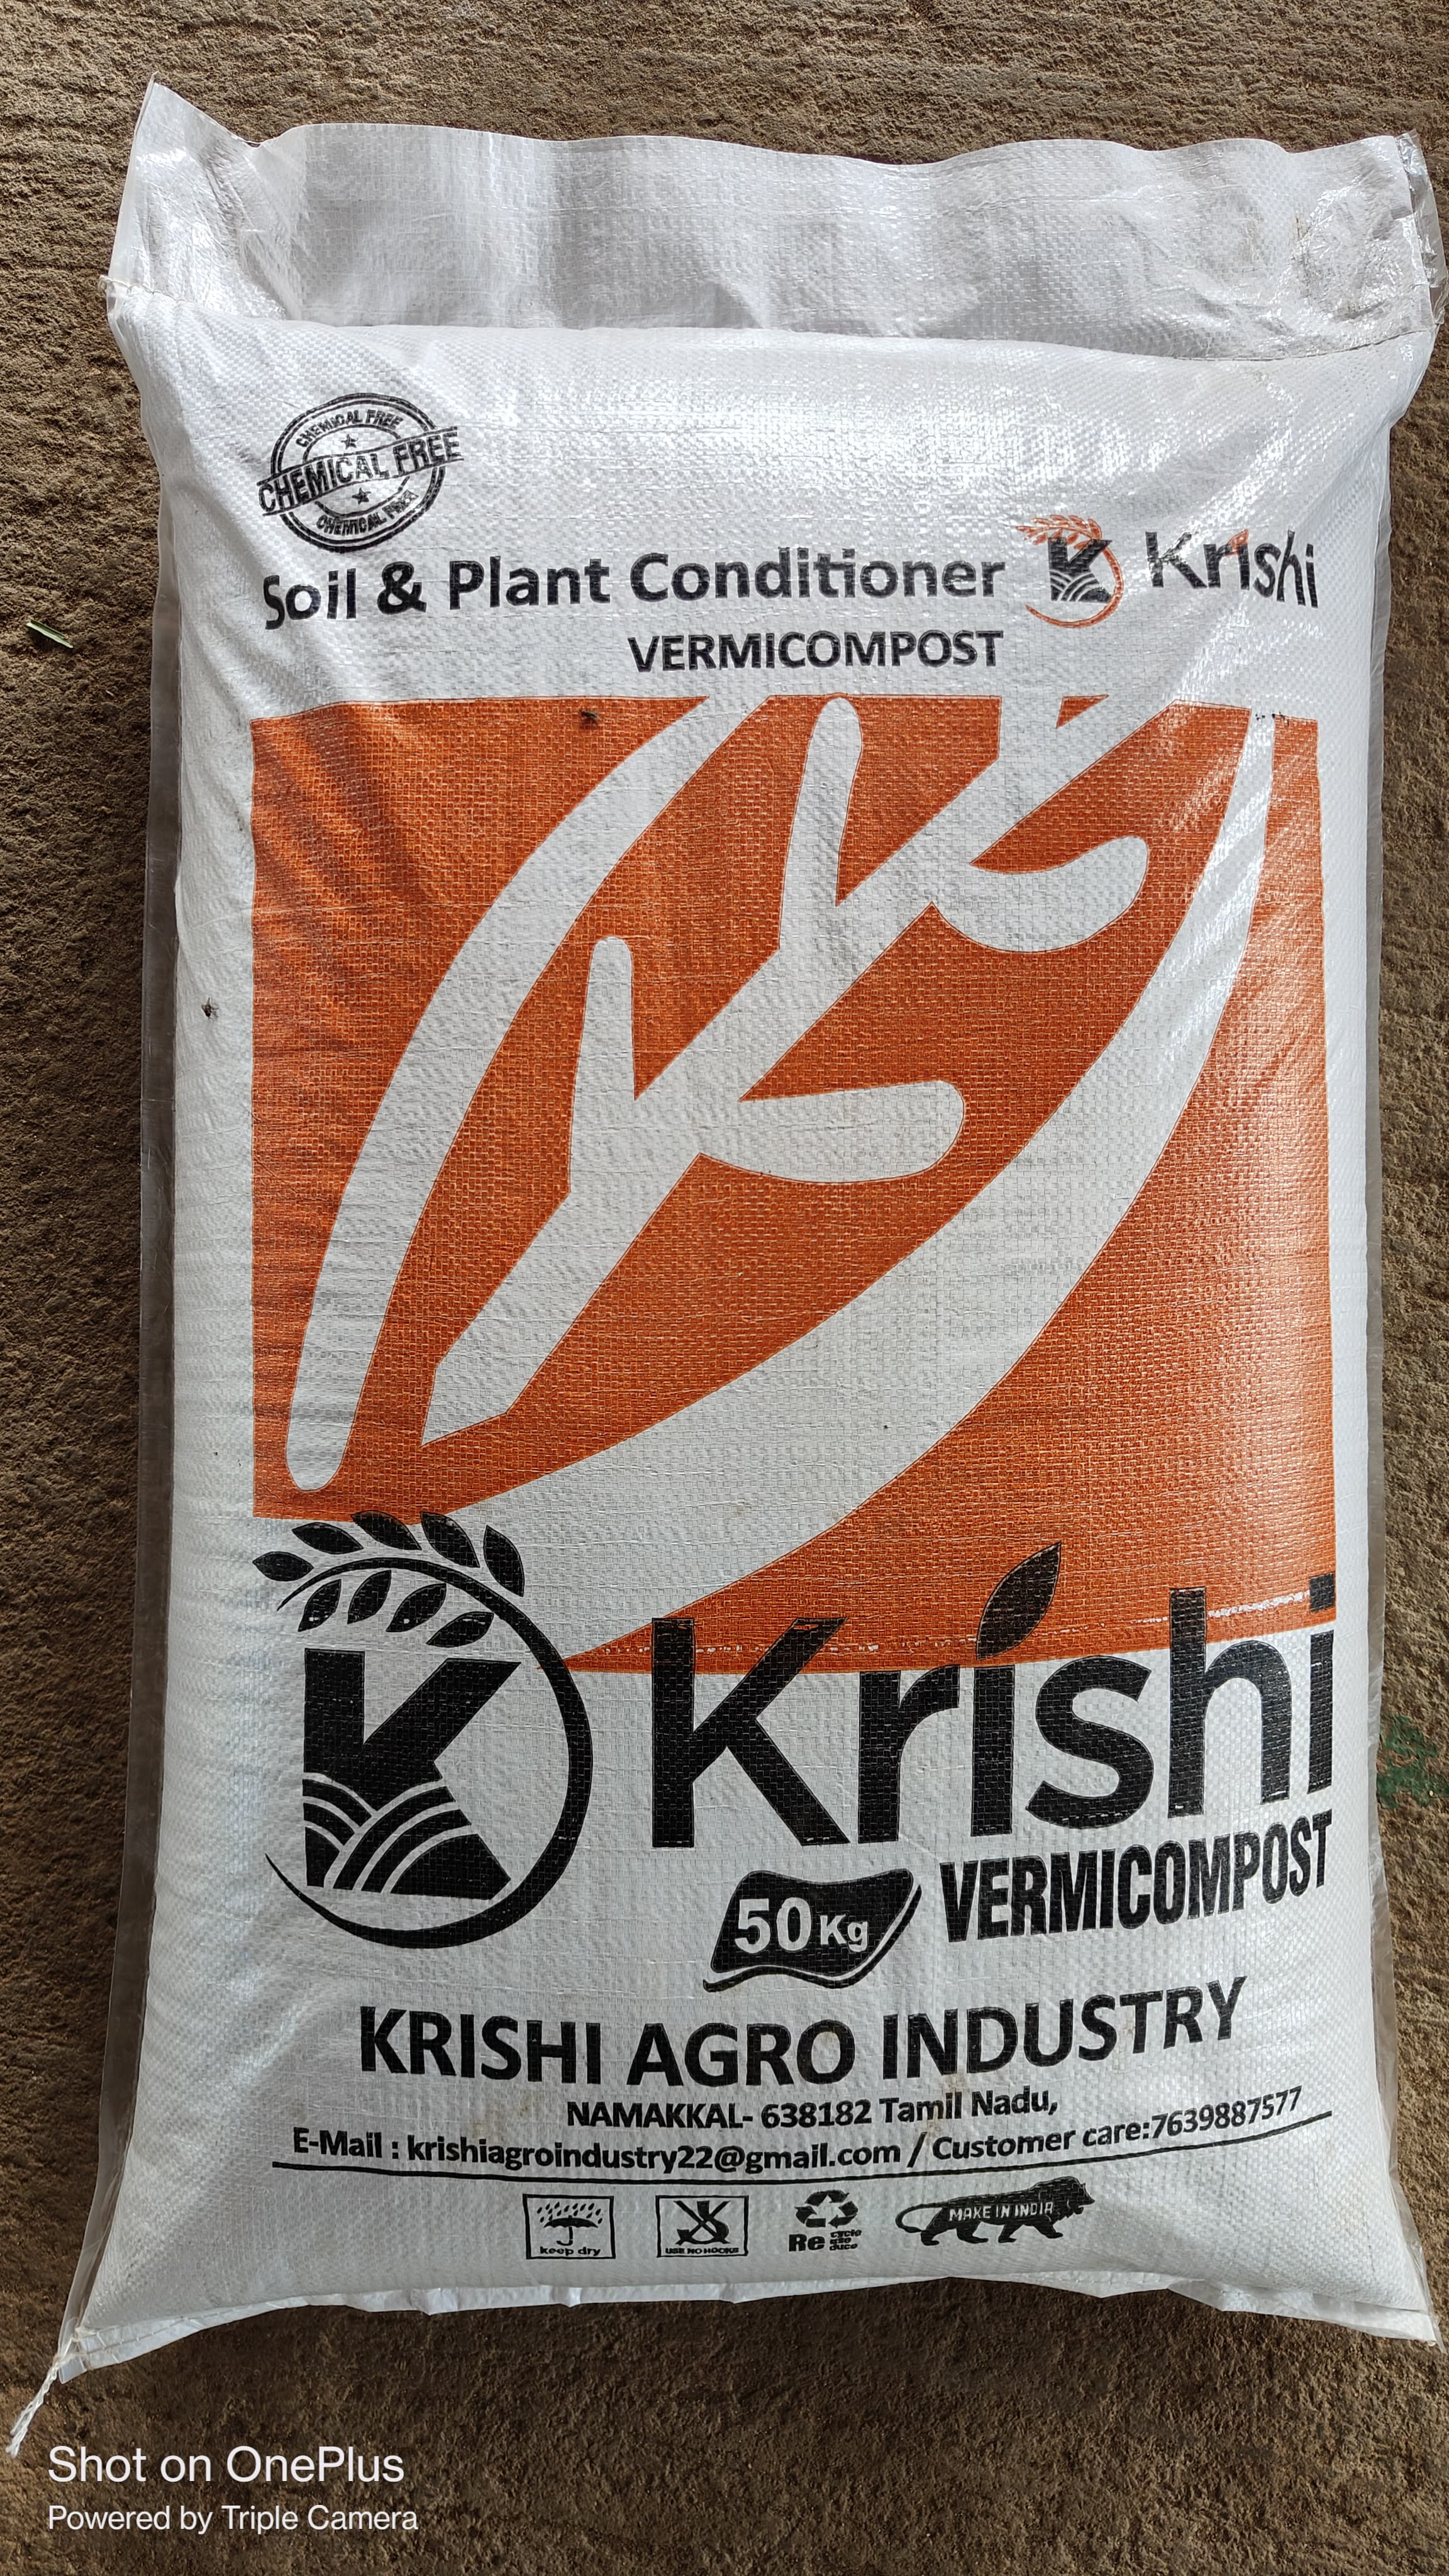 CHEMICAL FREE
CHEMICAL FREE
CHEMICAL FREE
Soil & Plant Conditioner
Krishi
VERMICOMPOST
Krishi
50Kg
VERMICOMPOST
KRISHI AGRO INDUSTRY
NAMAKKAL- 638182 Tamil Nadu,
E-Mail : krishiagroindustry22@gmail.com / Customer care:7639887577
keep dry
USE NO HOOKS
Re cycle
duce
MAKE IN INDIA
Shot on OnePlus
Powered by Triple Camera